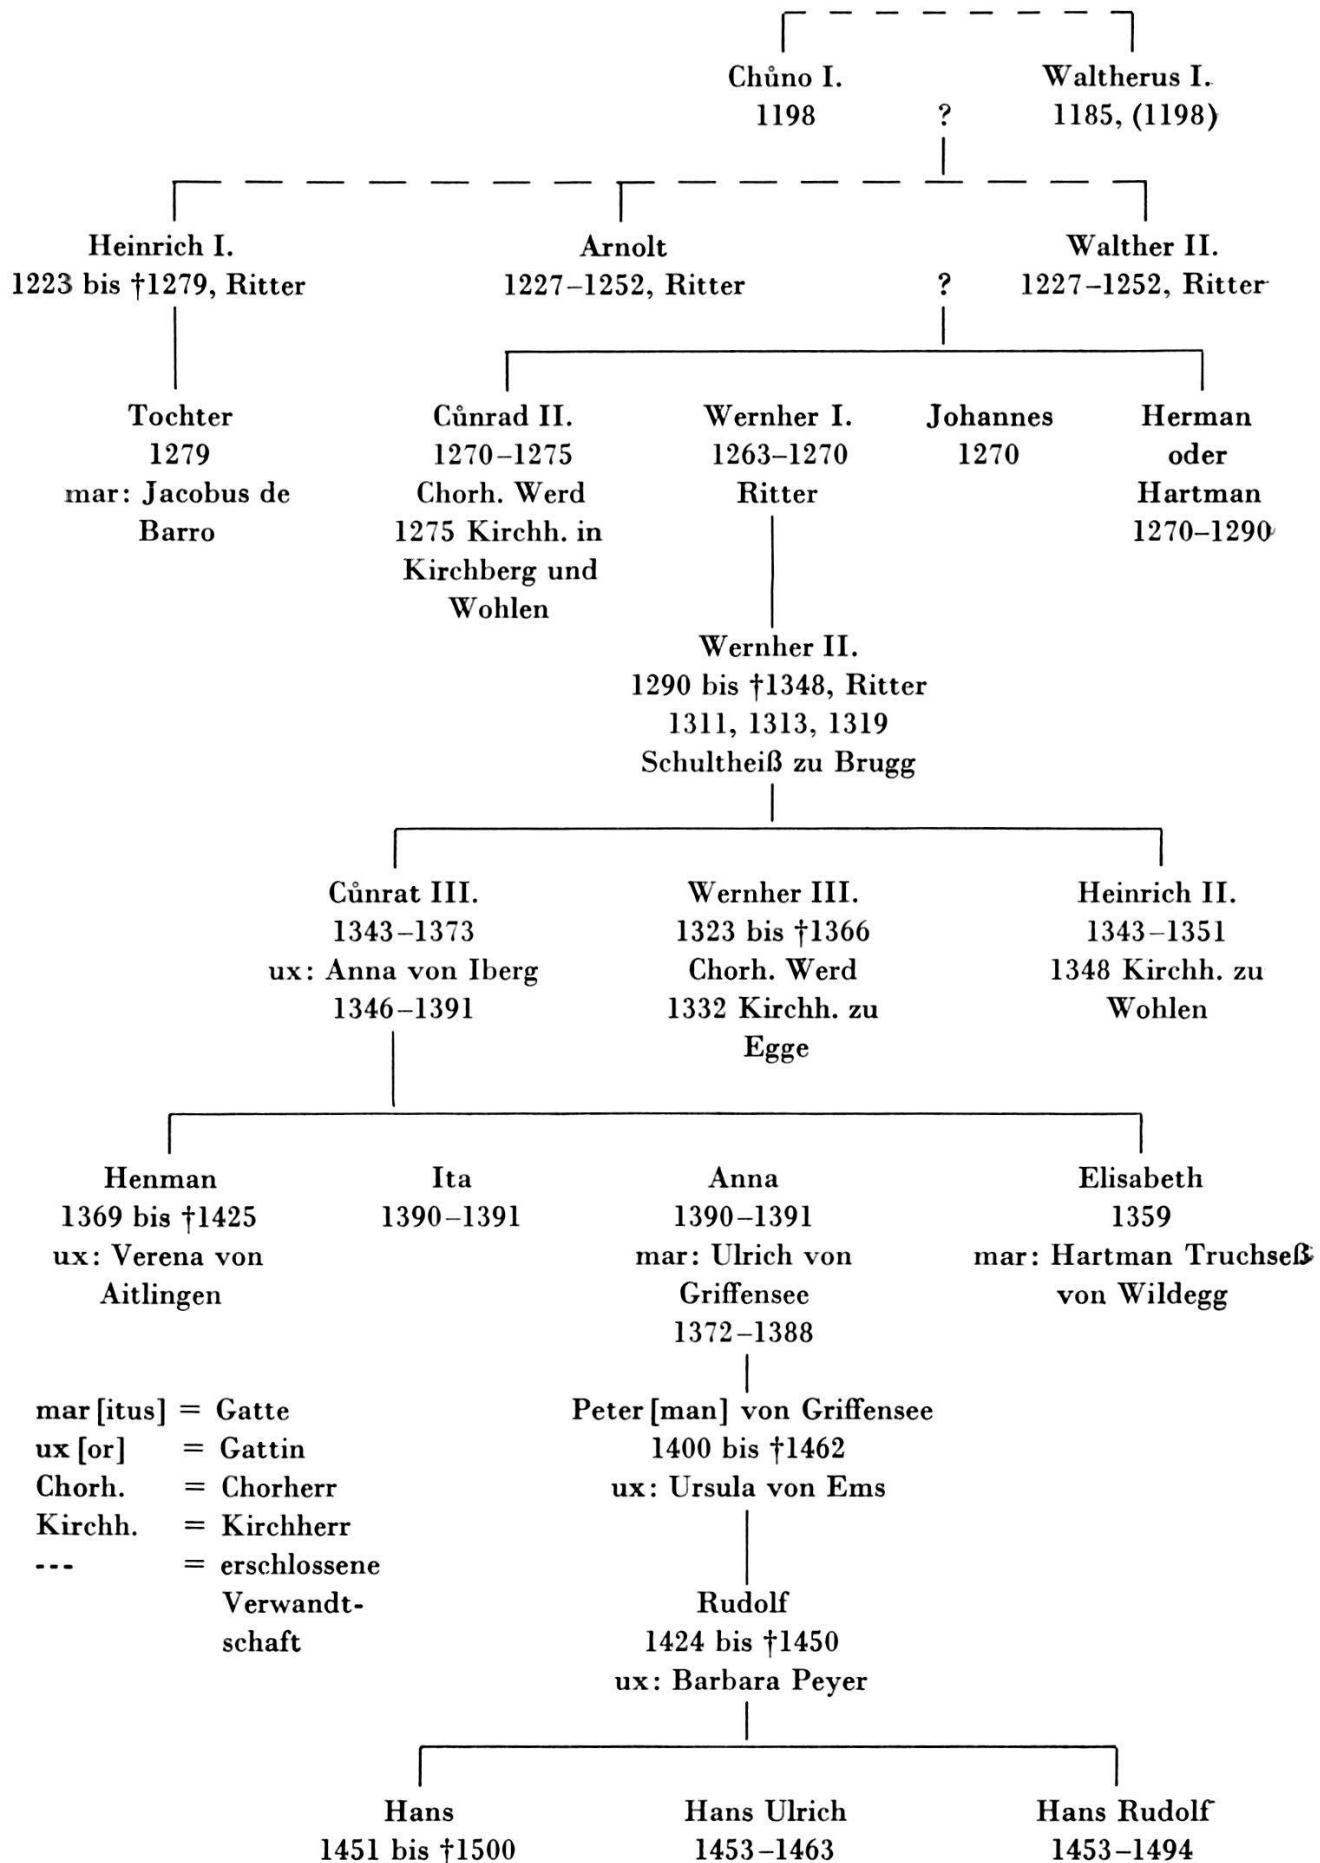 Chůno I.
1198
?
Waltherus I.
1185, (1198)
Heinrich I.
1223 bis †1279, Ritter
Arnolt
1227–1252, Ritter
?
Walther II.
1227–1252, Ritter
Tochter
1279
mar: Jacobus de
Barro
Cůnrad II.
1270–1275
Chorh. Werd
1275 Kirchh. in
Kirchberg und
Wohlen
Wernher I.
1263–1270
Ritter
Johannes
1270
Herman
oder
Hartman
1270–1290
Wernher II.
1290 bis †1348, Ritter
1311, 1313, 1319
Schultheiß zu Brugg
Cůnrat III.
1343–1373
ux: Anna von Iberg
1346–1391
Wernher III.
1323 bis †1366
Chorh. Werd
1332 Kirchh. zu
Egge
Heinrich II.
1343–1351
1348 Kirchh. zu
Wohlen
Henman
1369 bis †1425
ux: Verena von
Aitlingen
Ita
1390–1391
Anna
1390–1391
mar: Ulrich von
Griffensee
1372–1388
Elisabeth
1359
mar: Hartman Truchseß
von Wildegg
mar[itus] = Gatte
ux[or] = Gattin
Chorh. = Chorherr
Kirchh. = Kirchherr
--- = erschlossene
Verwandt-
schaft
Peter[man] von Griffensee
1400 bis †1462
ux: Ursula von Ems
Rudolf
1424 bis †1450
ux: Barbara Peyer
Hans
1451 bis †1500
Hans Ulrich
1453–1463
Hans Rudolf
1453–1494